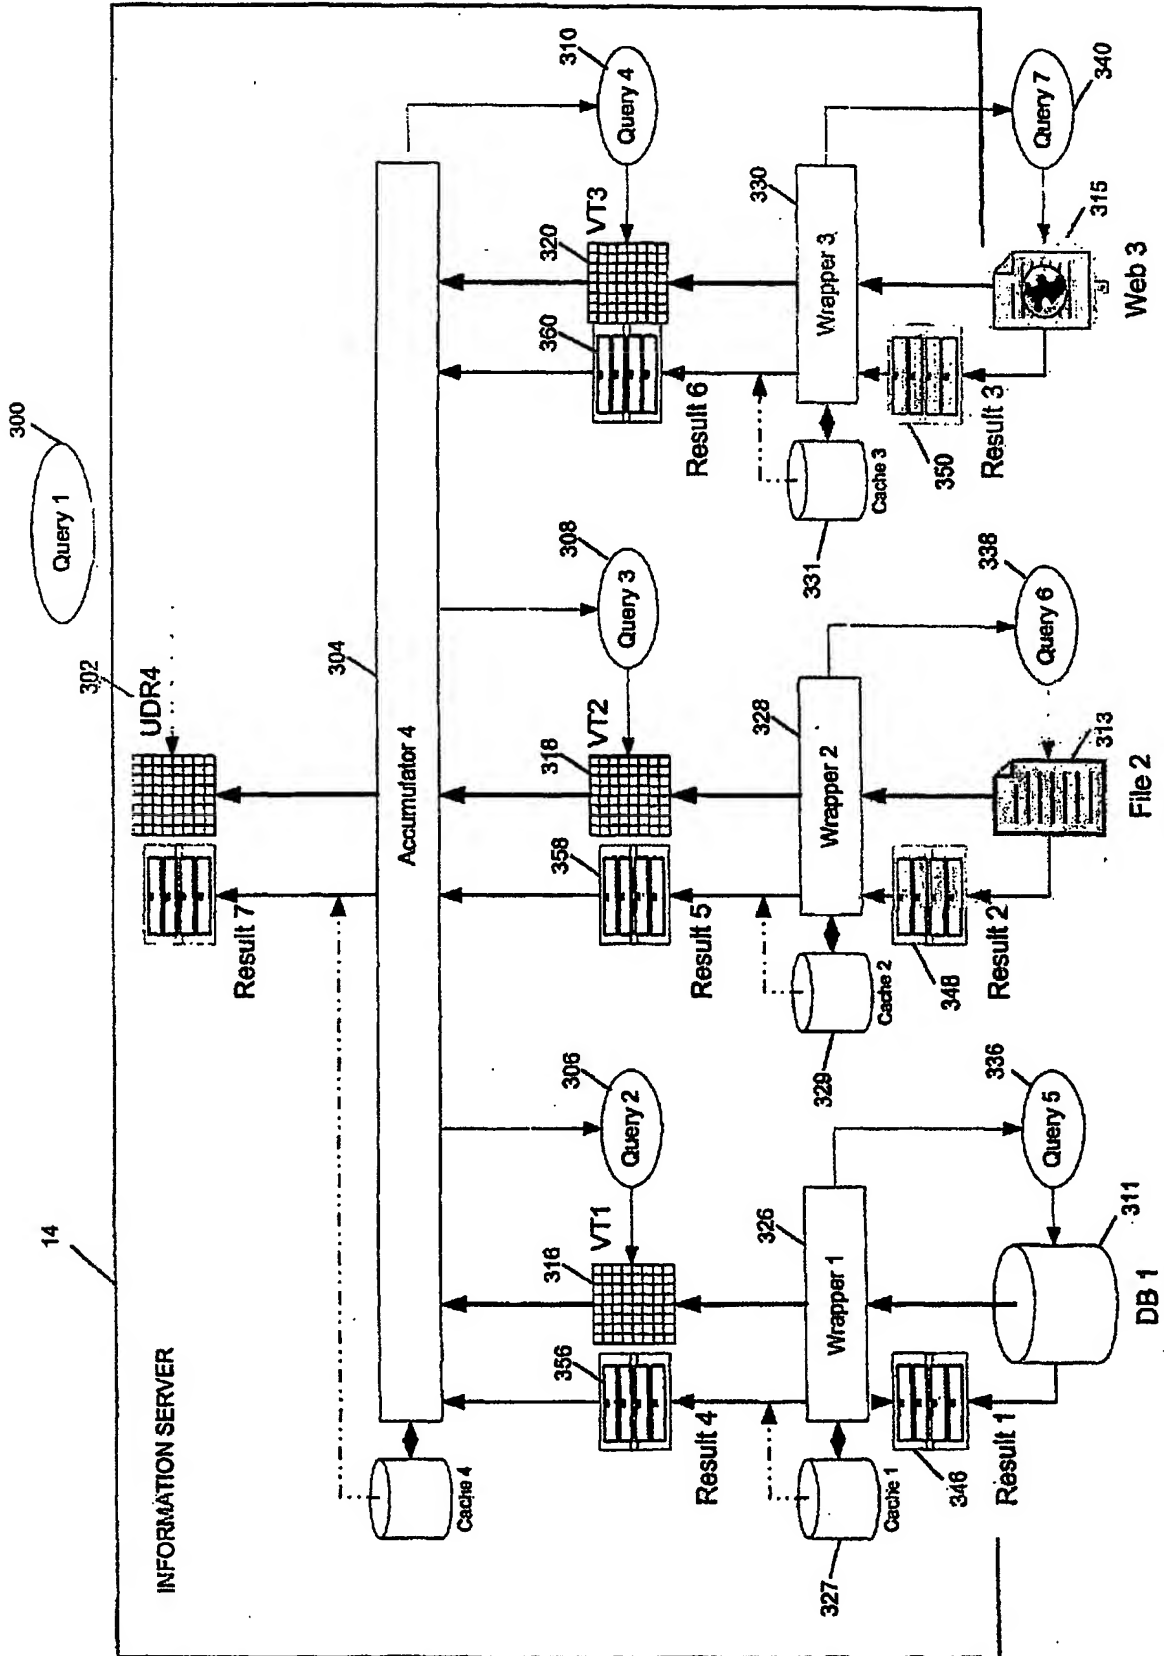 14
300
Query 1
INFORMATION SERVER
302
UDR4
Result 7
304
Accumulator 4
Cache 4
306
Query 2
308
Query 3
310
Query 4
356
316
VT1
358
318
VT2
360
320
VT3
Result 4
Result 5
Result 6
326
Wrapper 1
328
Wrapper 2
330
Wrapper 3
327
Cache 1
329
Cache 2
331
Cache 3
346
Result 1
348
Result 2
350
Result 3
336
Query 5
338
Query 6
340
Query 7
311
DB 1
313
File 2
315
Web 3